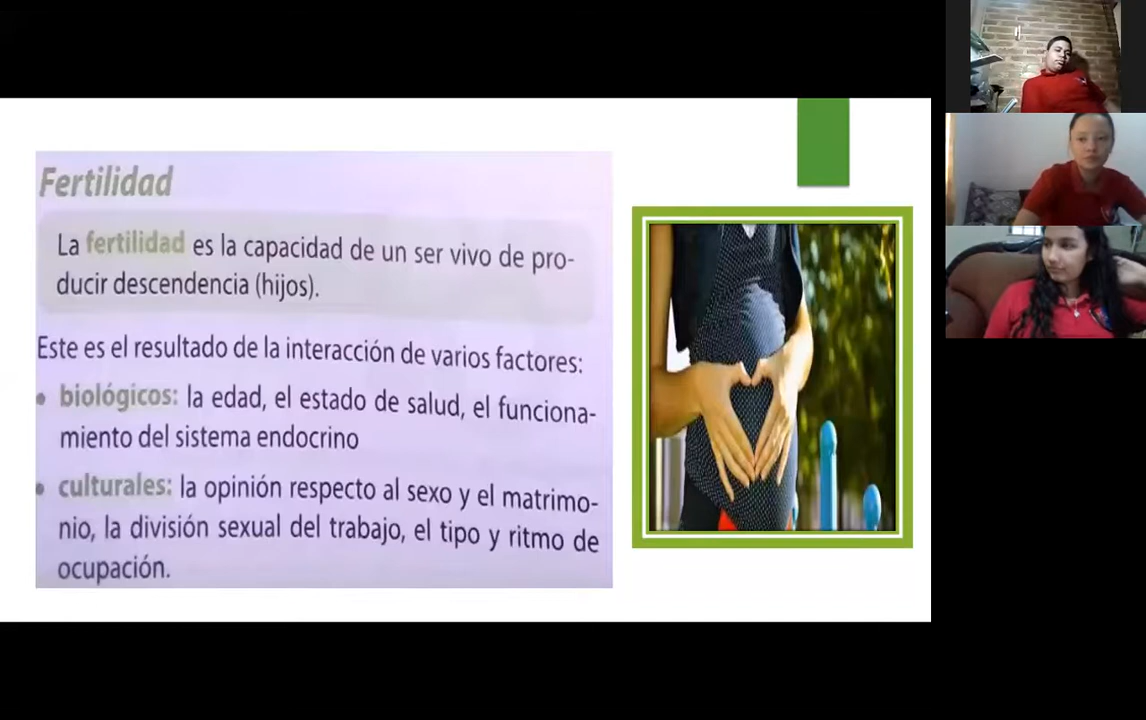 Fertilidad
La fertilidad es la capacidad de un ser vivo de pro-
ducir descendencia (hijos).
Este es el resultado de la interacción de varios factores:
• biológicos: la edad, el estado de salud, el funciona-
miento del sistema endocrino
• culturales: la opinión respecto al sexo y el matrimo-
nio, la división sexual del trabajo, el tipo y ritmo de
ocupación.